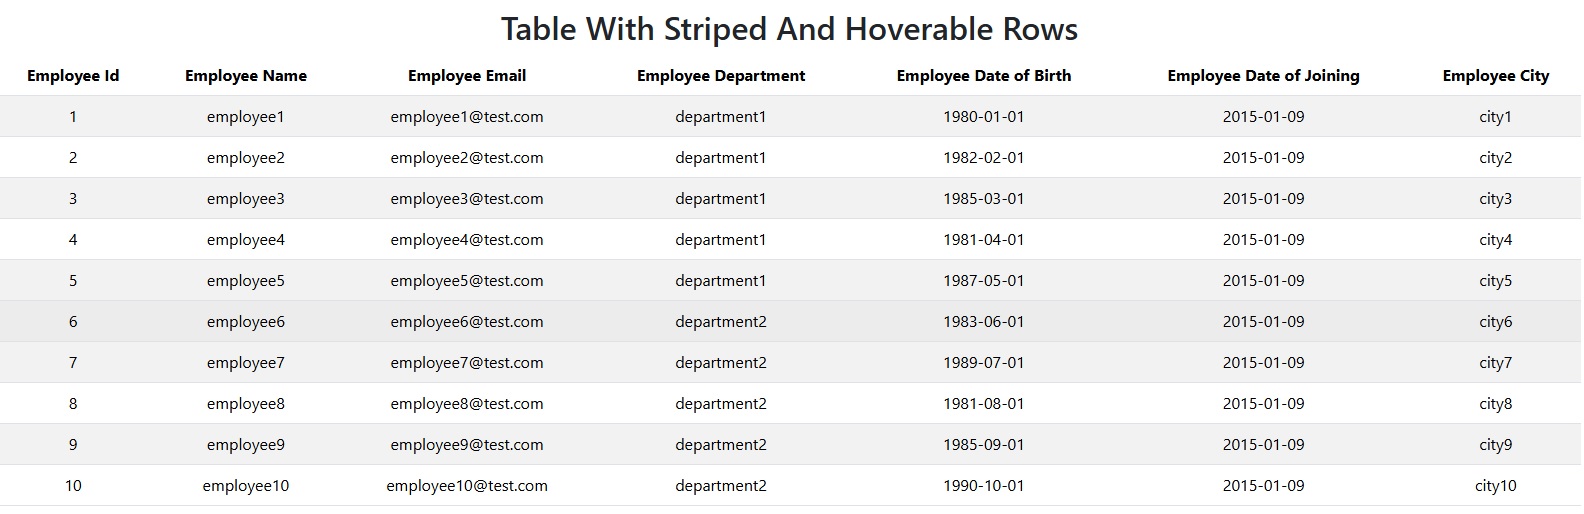 Table With Striped And Hoverable Rows
Employee Id Employee Name Employee Email Employee Department Employee Date of Birth Employee Date of Joining Employee City
1 employee1 employee1@test.com department1 1980-01-01 2015-01-09 city1
2 employee2 employee2@test.com department1 1982-02-01 2015-01-09 city2
3 employee3 employee3@test.com department1 1985-03-01 2015-01-09 city3
4 employee4 employee4@test.com department1 1981-04-01 2015-01-09 city4
5 employee5 employee5@test.com department1 1987-05-01 2015-01-09 city5
6 employee6 employee6@test.com department2 1983-06-01 2015-01-09 city6
7 employee7 employee7@test.com department2 1989-07-01 2015-01-09 city7
8 employee8 employee8@test.com department2 1981-08-01 2015-01-09 city8
9 employee9 employee9@test.com department2 1985-09-01 2015-01-09 city9
10 employee10 employee10@test.com department2 1990-10-01 2015-01-09 city10